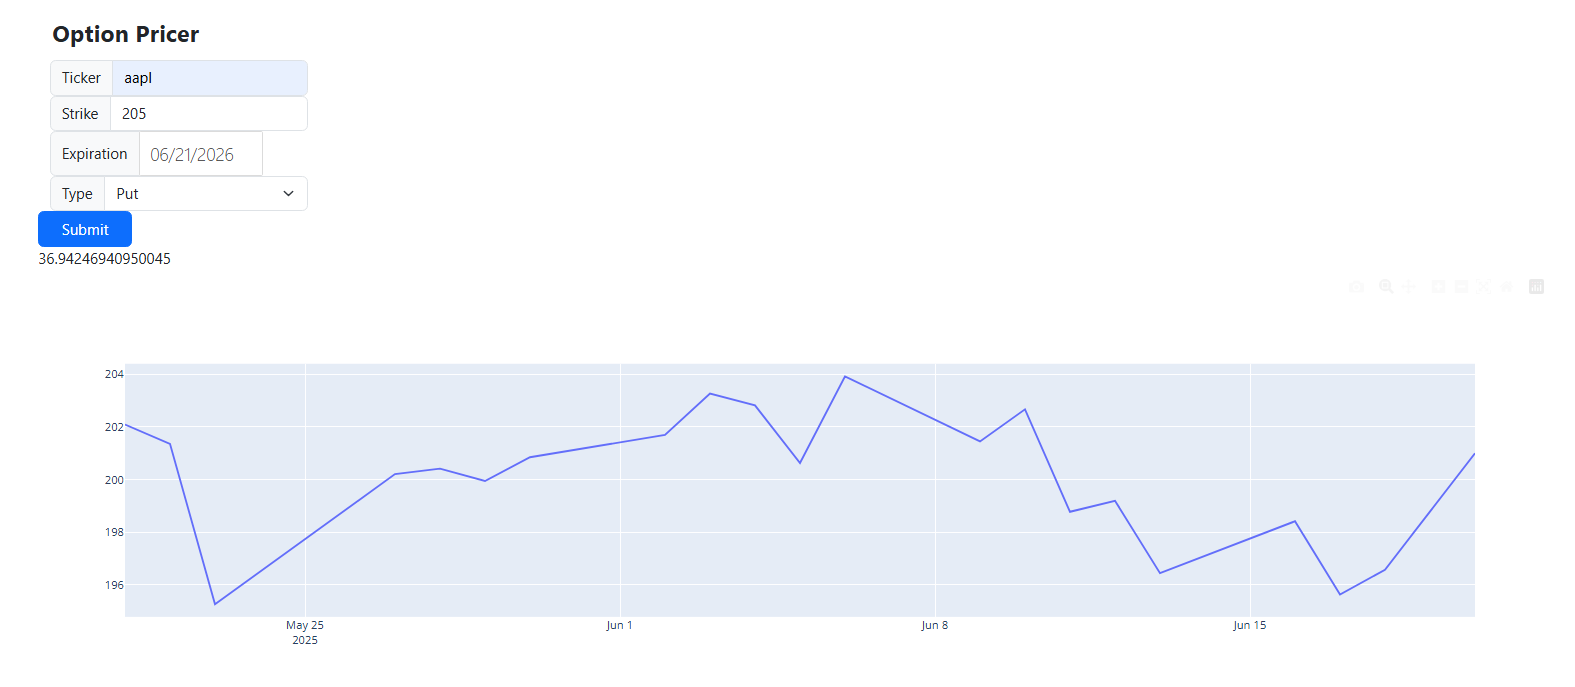 Option Pricer
Ticker aapl
Strike 205
Expiration 06/21/2026
Type Put
Submit
36.94246940950045
204
202
200
198
196
May 25 Jun 1 Jun 8 Jun 15
2025